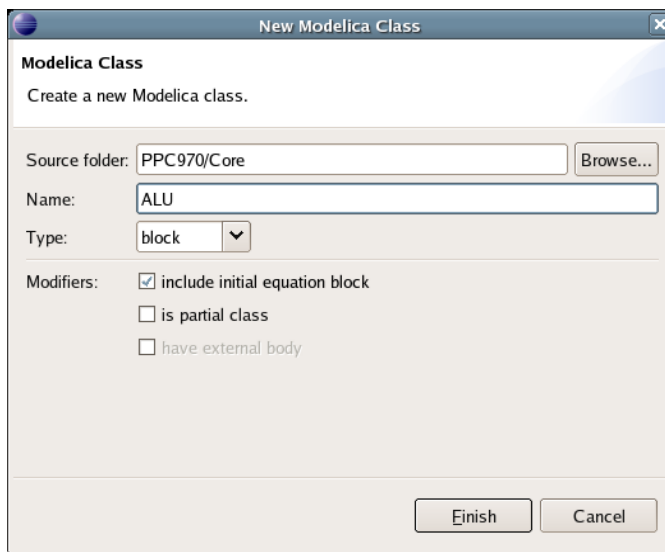 New Modelica Class
Modelica Class
Create a new Modelica class.
Source folder: PPC970/Core Browse...
Name: ALU
Type: block
Modifiers: include initial equation block
is partial class
have external body
Finish Cancel